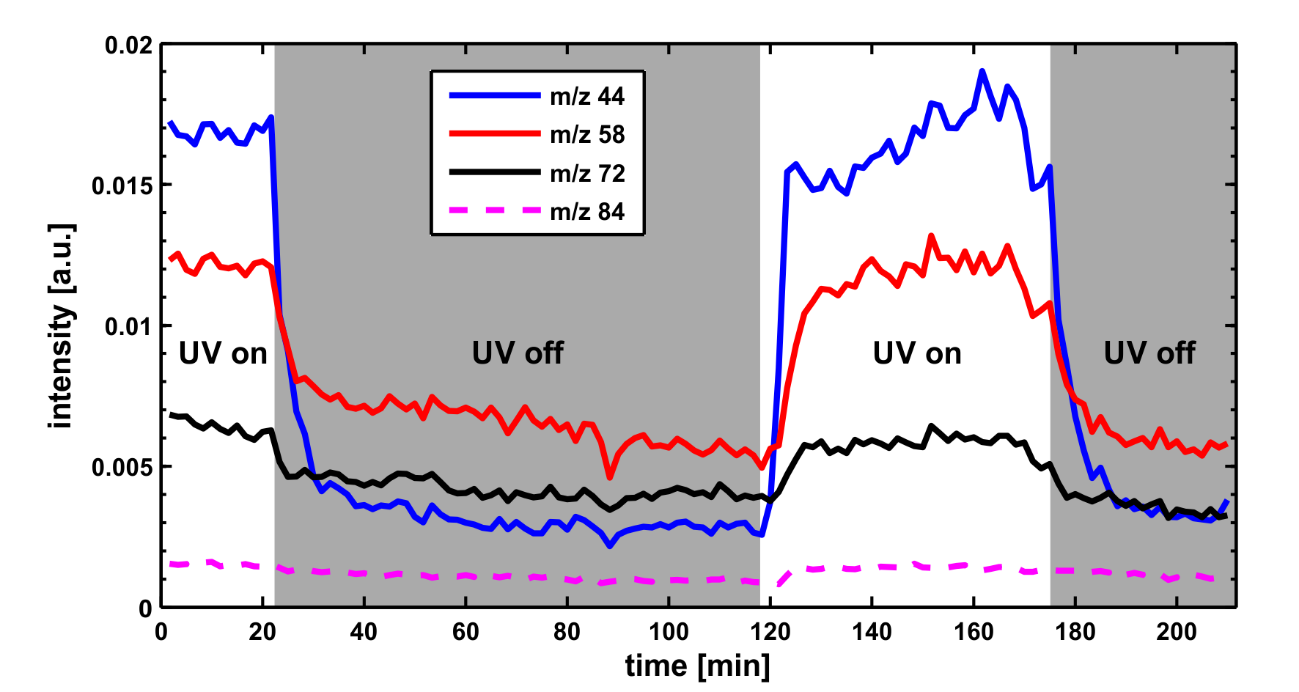 0.02
0.015
0.01
0.005
0
intensity [a.u.]
m/z 44
m/z 58
m/z 72
m/z 84
UV on
UV off
UV on
UV off
0 20 40 60 80 100 120 140 160 180 200
time [min]